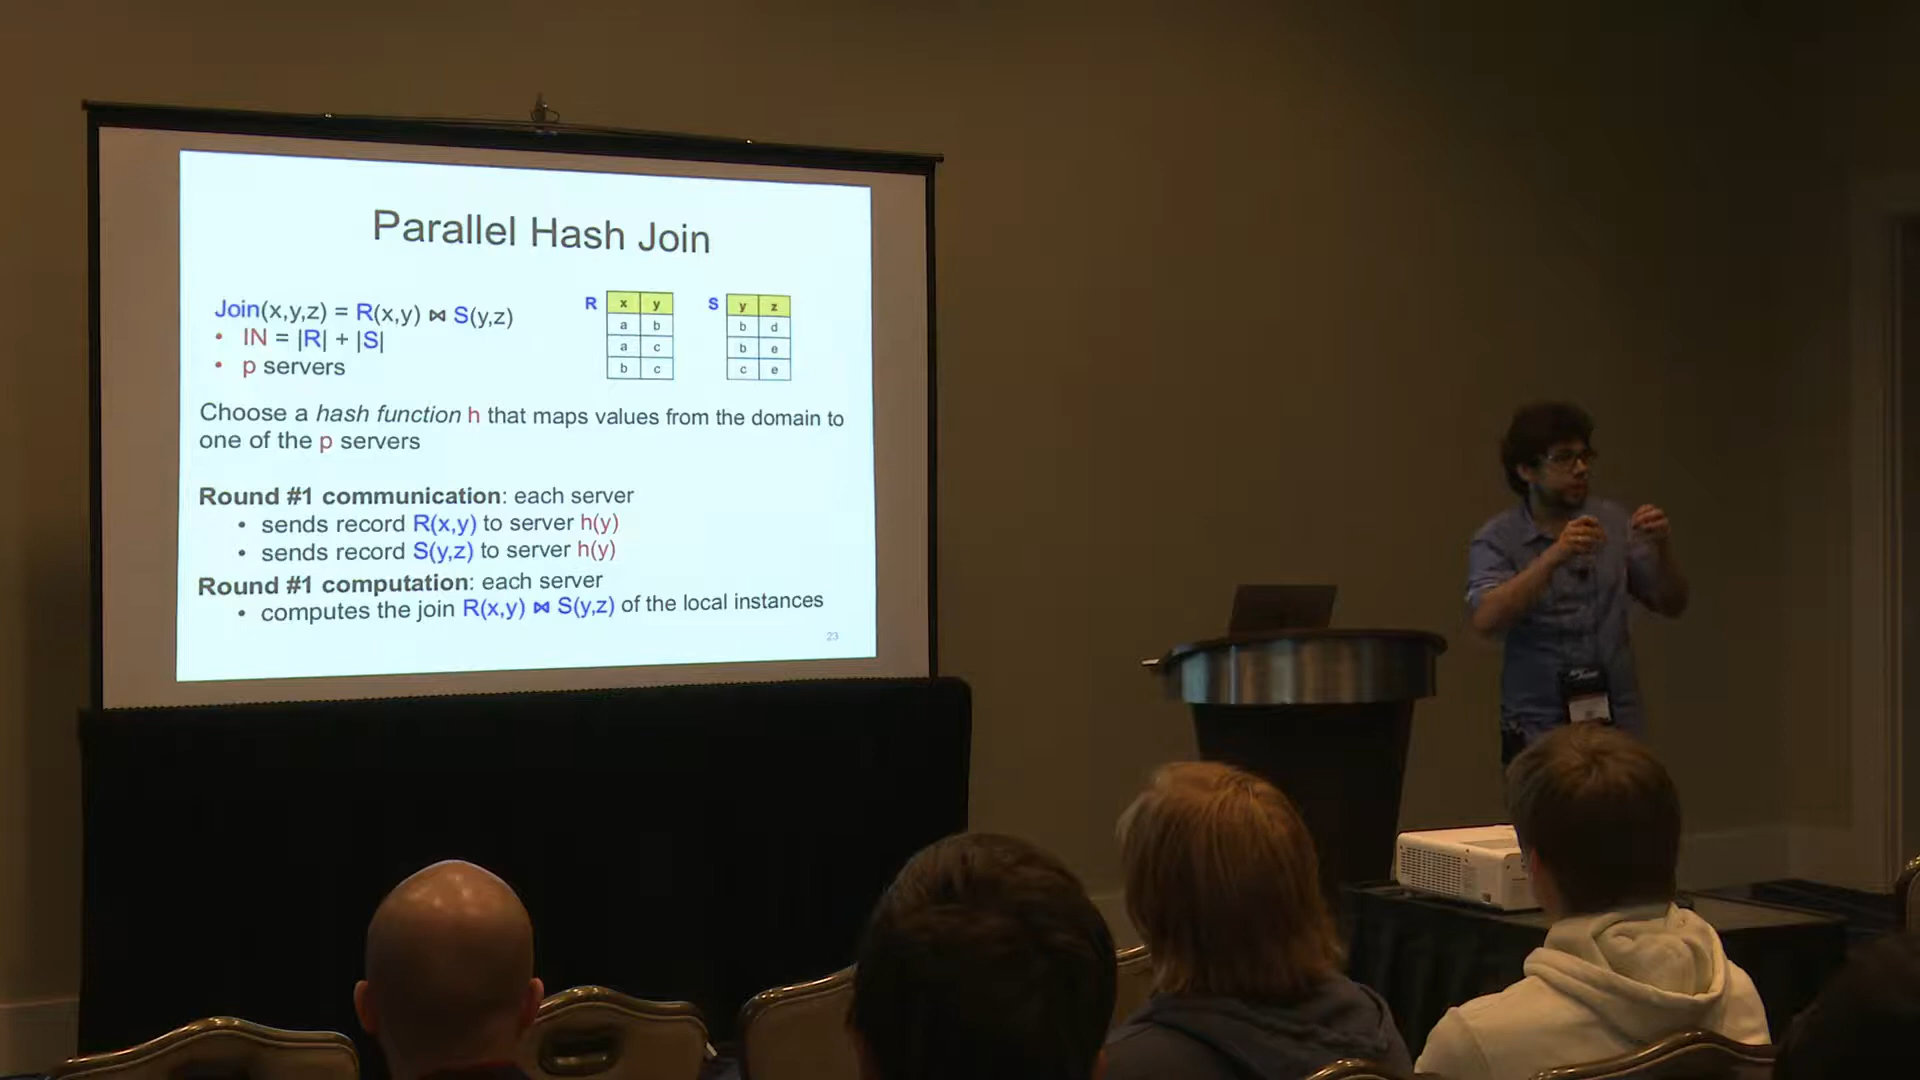 Parallel Hash Join
Join(x,y,z) = R(x,y) ⋈ S(y,z)
• IN = |R| + |S|
• p servers
R
x y
a b
a c
b c
S
y z
b d
b e
c e
Choose a hash function h that maps values from the domain to
one of the p servers
Round #1 communication: each server
• sends record R(x,y) to server h(y)
• sends record S(y,z) to server h(y)
Round #1 computation: each server
• computes the join R(x,y) ⋈ S(y,z) of the local instances
23